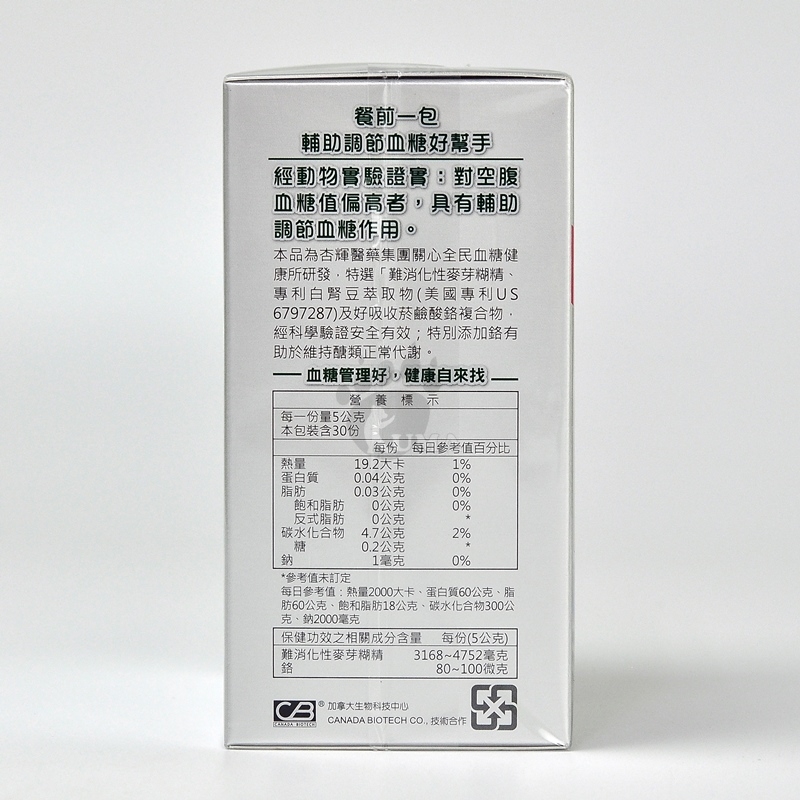 餐前一包
輔助調節血糖好幫手
經動物實驗證實：對空腹
血糖值偏高者，具有輔助
調節血糖作用。
本品為杏輝醫藥集團關心全民血糖健
康所研發，特選「難消化性麥芽糊精、
專利白腎豆萃取物(美國專利US
6797287)及好吸收菸鹼酸鉻複合物，
經科學驗證安全有效；特別添加鉻有
助於維持醣類正常代謝。
血糖管理好，健康自來找
營養標示
每一份量5公克
本包裝含30份
每份 每日參考值百分比
熱量 19.2大卡 1%
蛋白質 0.04公克 0%
脂肪 0.03公克 0%
飽和脂肪 0公克 0%
反式脂肪 0公克 *
碳水化合物 4.7公克 2%
糖 0.2公克 *
鈉 1毫克 0%
*參考值未訂定
每日參考值：熱量2000大卡、蛋白質60公克、脂
肪60公克、飽和脂肪18公克、碳水化合物300公
克、鈉2000毫克
保健功效之相關成分含量 每份(5公克)
難消化性麥芽糊精 3168~4752毫克
鉻 80~100微克
CB ® 加拿大生物科技中心
CANADA BIOTECH CANADA BIOTECH CO., 技術合作